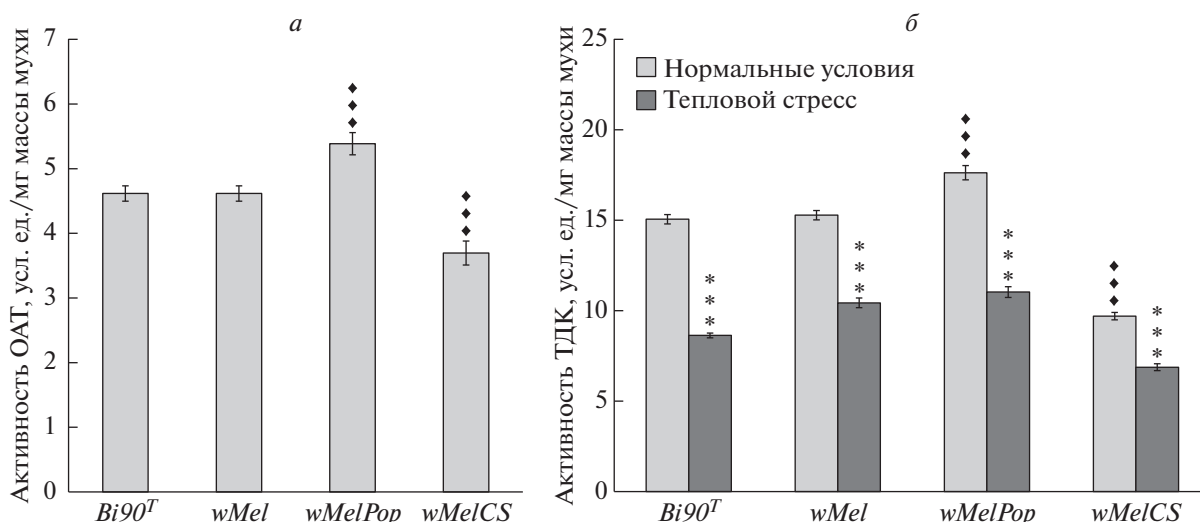 а
Активность ОАТ, усл. ед./мг массы мухи
7
6
5
4
3
2
1
0
Bi90^T wMel wMelPop wMelCS
б
Активность ТДК, усл. ед./мг массы мухи
25
20
15
10
5
0
Нормальные условия
Тепловой стресс
***
***
***
***
Bi90^T wMel wMelPop wMelCS